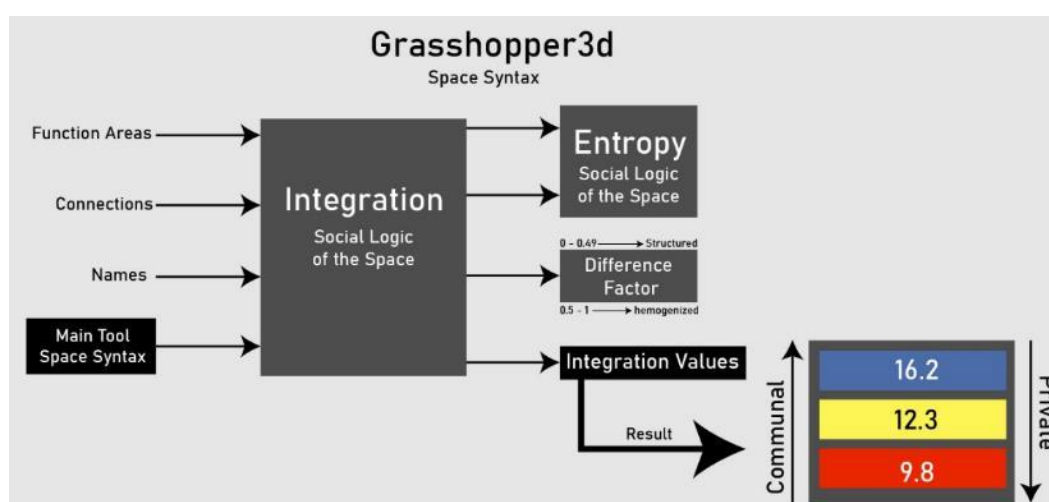 Grasshopper3d
Space Syntax
Function Areas
Connections
Names
Main Tool
Space Syntax
Integration
Social Logic
of the Space
Entropy
Social Logic
of the Space
0 - 0.49 Structured
Difference
Factor
0.5 - 1 hemogenized
Integration Values
Result
Communal
16.2
12.3
9.8
Private